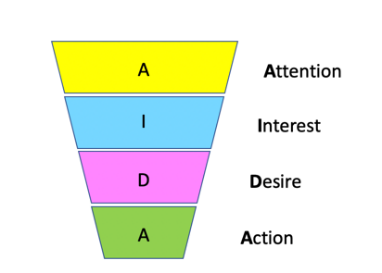 A Attention
I Interest
D Desire
A Action